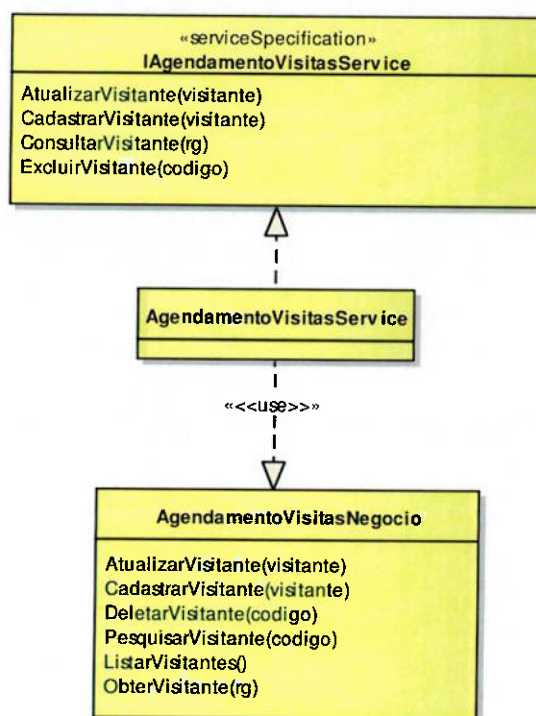 «serviceSpecification»
IAgendamentoVisitasService
AtualizarVisitante(visitante)
CadastrarVisitante(visitante)
ConsultarVisitante(rg)
ExcluirVisitante(codigo)
AgendamentoVisitasService
«<<use>>»
AgendamentoVisitasNegocio
AtualizarVisitante(visitante)
CadastrarVisitante(visitante)
DeletarVisitante(codigo)
PesquisarVisitante(codigo)
ListarVisitantes()
ObterVisitante(rg)